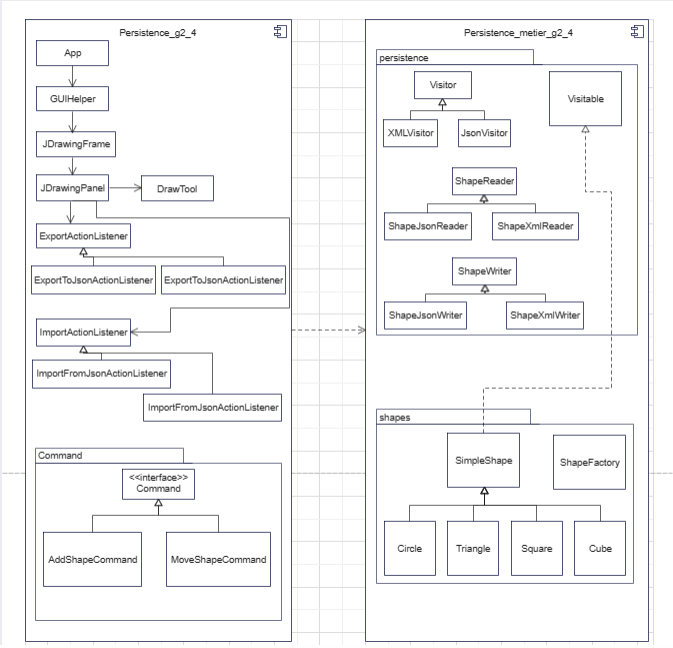 Persistence_g2_4
App
GUIHelper
JDrawingFrame
JDrawingPanel
DrawTool
ExportActionListener
ExportToJsonActionListener
ExportToJsonActionListener
ImportActionListener
ImportFromJsonActionListener
ImportFromJsonActionListener
Command
<<interface>>
Command
AddShapeCommand
MoveShapeCommand
Persistence_metier_g2_4
persistence
Visitor
Visitable
XMLVisitor
JsonVisitor
ShapeReader
ShapeJsonReader
ShapeXmlReader
ShapeWriter
ShapeJsonWriter
ShapeXmlWriter
shapes
SimpleShape
ShapeFactory
Circle
Triangle
Square
Cube